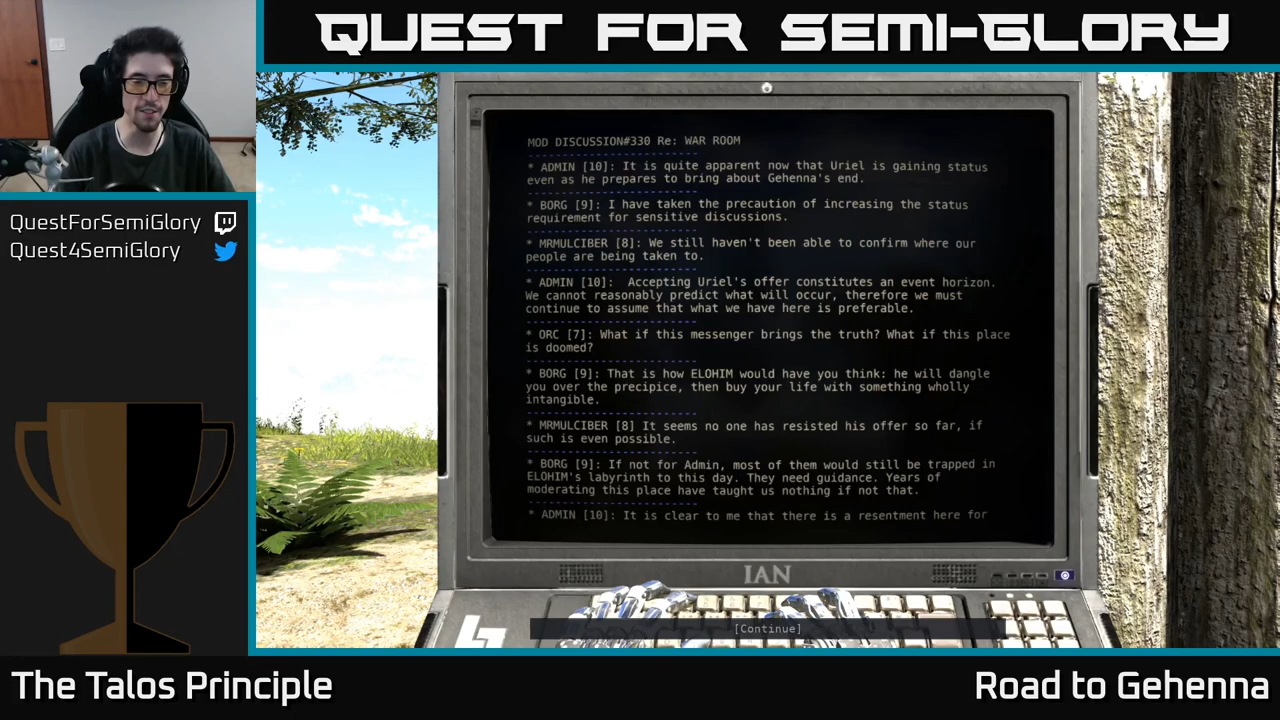 QUEST FOR SEMI-GLORY
QuestForSemiGlory
Quest4SemiGlory
MOD DISCUSSION#330 Re: WAR ROOM
-------------------------
* ADMIN [10]: It is quite apparent now that Uriel is gaining status
even as he prepares to bring about Gehenna's end.
-------------------------
* BORG [9]: I have taken the precaution of increasing the status
requirement for sensitive discussions.
-------------------------
* MRMULCIBER [8]: We still haven't been able to confirm where our
people are being taken to.
-------------------------
* ADMIN [10]:  Accepting Uriel's offer constitutes an event horizon.
We cannot reasonably predict what will occur, therefore we must
continue to assume that what we have here is preferable.
-------------------------
* ORC [7]: What if this messenger brings the truth? What if this place
is doomed?
-------------------------
* BORG [9]: That is how ELOHIM would have you think: he will dangle
you over the precipice, then buy your life with something wholly
intangible.
-------------------------
* MRMULCIBER [8] It seems no one has resisted his offer so far, if
such is even possible.
-------------------------
* BORG [9]: If not for Admin, most of them would still be trapped in
ELOHIM's labyrinth to this day. They need guidance. Years of
moderating this place have taught us nothing if not that.
-------------------------
* ADMIN [10]: It is clear to me that there is a resentment here for
IAN
[Continue]
The Talos Principle
Road to Gehenna